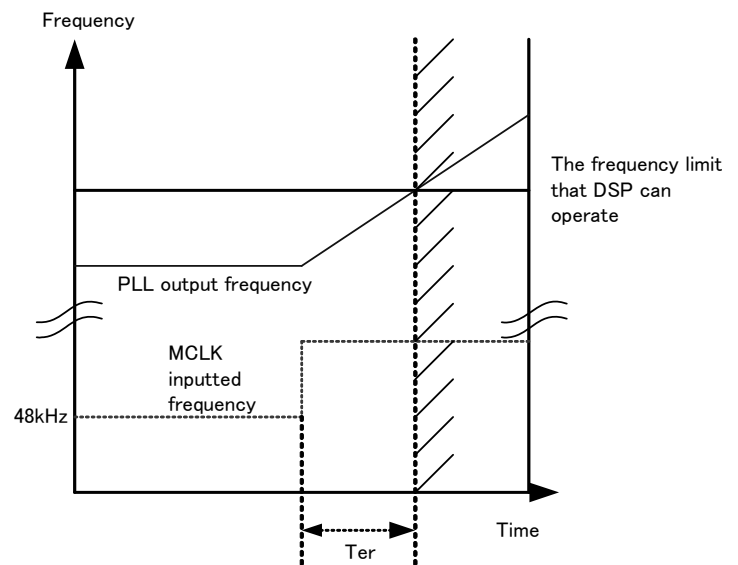 Frequency
The frequency limit
that DSP can
operate
PLL output frequency
MCLK
inputted
frequency
48kHz
Time
Ter